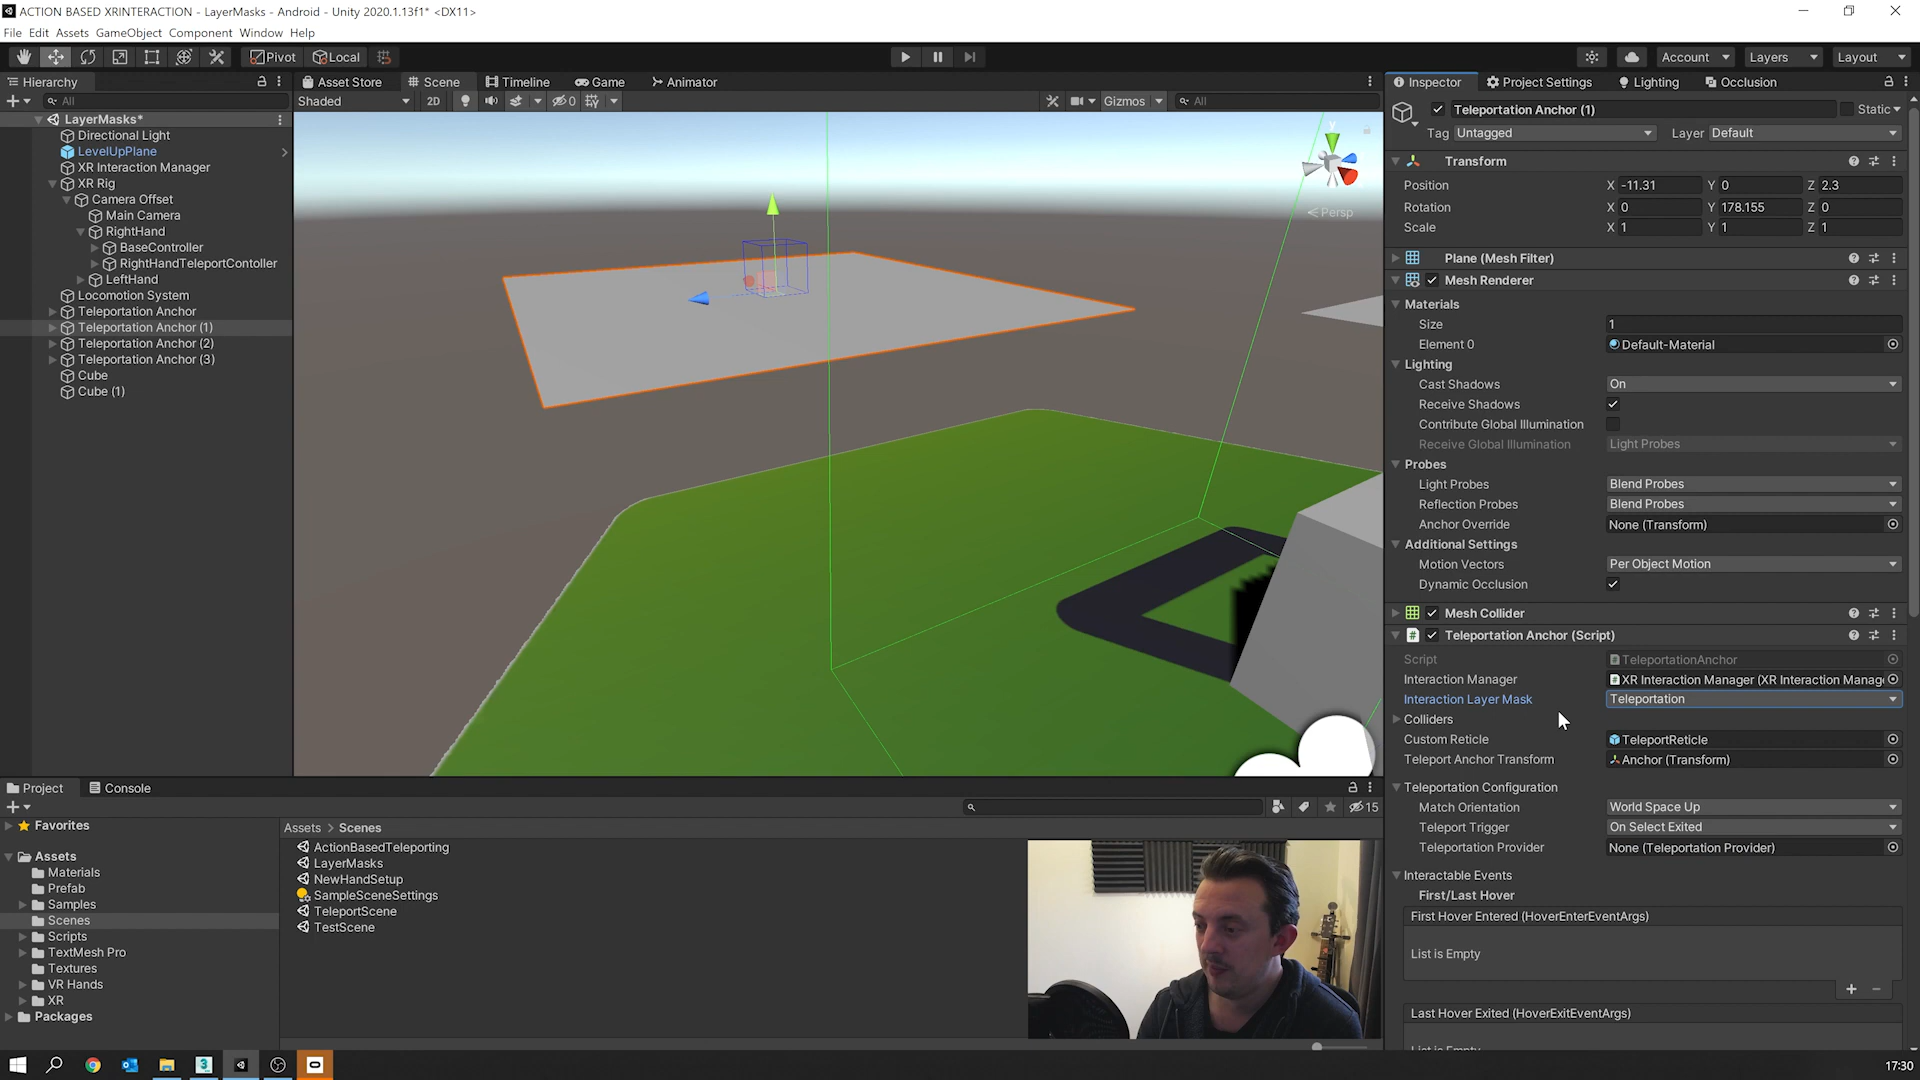 ACTION BASED XRINTERACTION - LayerMasks - Android - Unity 2020.1.13f1* <DX11>
File Edit Assets GameObject Component Window Help
Pivot Local Account Layers Layout
Hierarchy
All
LayerMasks*
Directional Light
LevelUpPlane
XR Interaction Manager
XR Rig
Camera Offset
Main Camera
RightHand
BaseController
RightHandTeleportContoller
LeftHand
Locomotion System
Teleportation Anchor
Teleportation Anchor (1)
Teleportation Anchor (2)
Teleportation Anchor (3)
Cube
Cube (1)
Asset Store Scene Timeline Game Animator
Shaded 2D 0 Gizmos All
y
Persp
Inspector Project Settings Lighting Occlusion
Teleportation Anchor (1) Static
Tag Untagged Layer Default
Transform
Position X -11.31 Y 0 Z 2.3
Rotation X 0 Y 178.155 Z 0
Scale X 1 Y 1 Z 1
Plane (Mesh Filter)
Mesh Renderer
Materials
Size 1
Element 0 Default-Material
Lighting
Cast Shadows On
Receive Shadows
Contribute Global Illumination
Receive Global Illumination Light Probes
Probes
Light Probes Blend Probes
Reflection Probes Blend Probes
Anchor Override None (Transform)
Additional Settings
Motion Vectors Per Object Motion
Dynamic Occlusion
Mesh Collider
Teleportation Anchor (Script)
Script TeleportationAnchor
Interaction Manager XR Interaction Manager (XR Interaction Manag
Interaction Layer Mask Teleportation
Colliders
Custom Reticle TeleportReticle
Teleport Anchor Transform Anchor (Transform)
Teleportation Configuration
Match Orientation World Space Up
Teleport Trigger On Select Exited
Teleportation Provider None (Teleportation Provider)
Interactable Events
First/Last Hover
First Hover Entered (HoverEnterEventArgs)
List is Empty
Last Hover Exited (HoverExitEventArgs)
List is Empty
Project Console
15
Favorites
Assets
Materials
Prefab
Samples
Scenes
Scripts
TextMesh Pro
Textures
VR Hands
XR
Packages
Assets > Scenes
ActionBasedTeleporting
LayerMasks
NewHandSetup
SampleSceneSettings
TeleportScene
TestScene
17:30